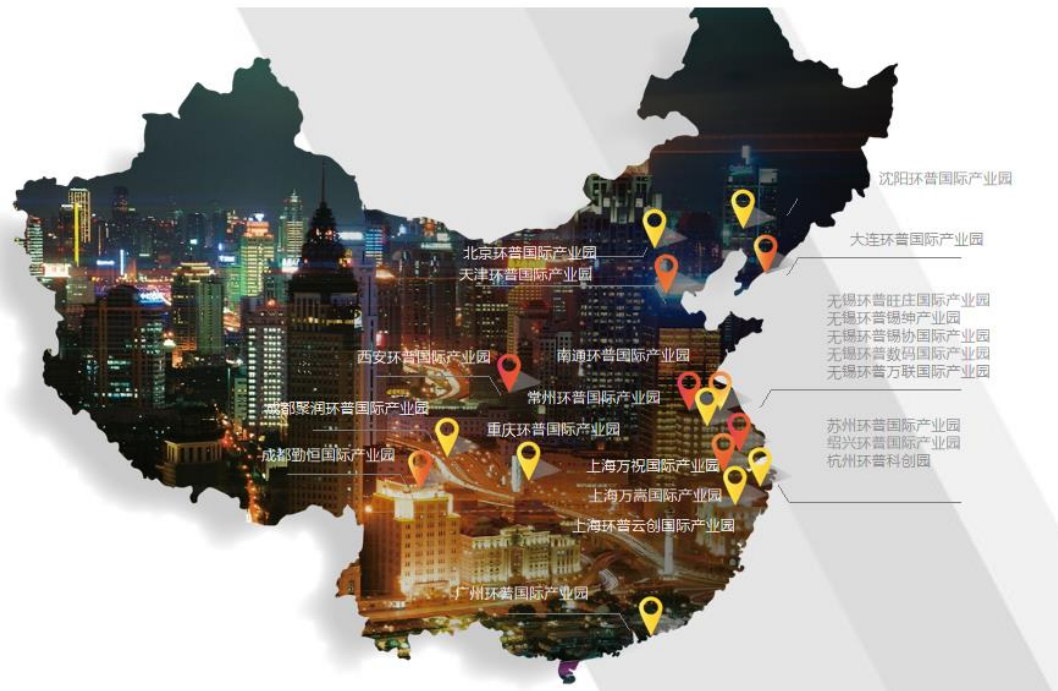 沈阳环普国际产业园
大连环普国际产业园
北京环普国际产业园
天津环普国际产业园
无锡环普旺庄国际产业园
无锡环普锡绅产业园
无锡环普锡协国际产业园
无锡环普数码国际产业园
无锡环普万联国际产业园
西安环普国际产业园
南通环普国际产业园
常州环普国际产业园
成都聚润环普国际产业园
重庆环普国际产业园
苏州环普国际产业园
绍兴环普国际产业园
杭州环普科创园
成都勤恒国际产业园
上海万祝国际产业园
上海万嵩国际产业园
上海环普云创国际产业园
广州环普国际产业园